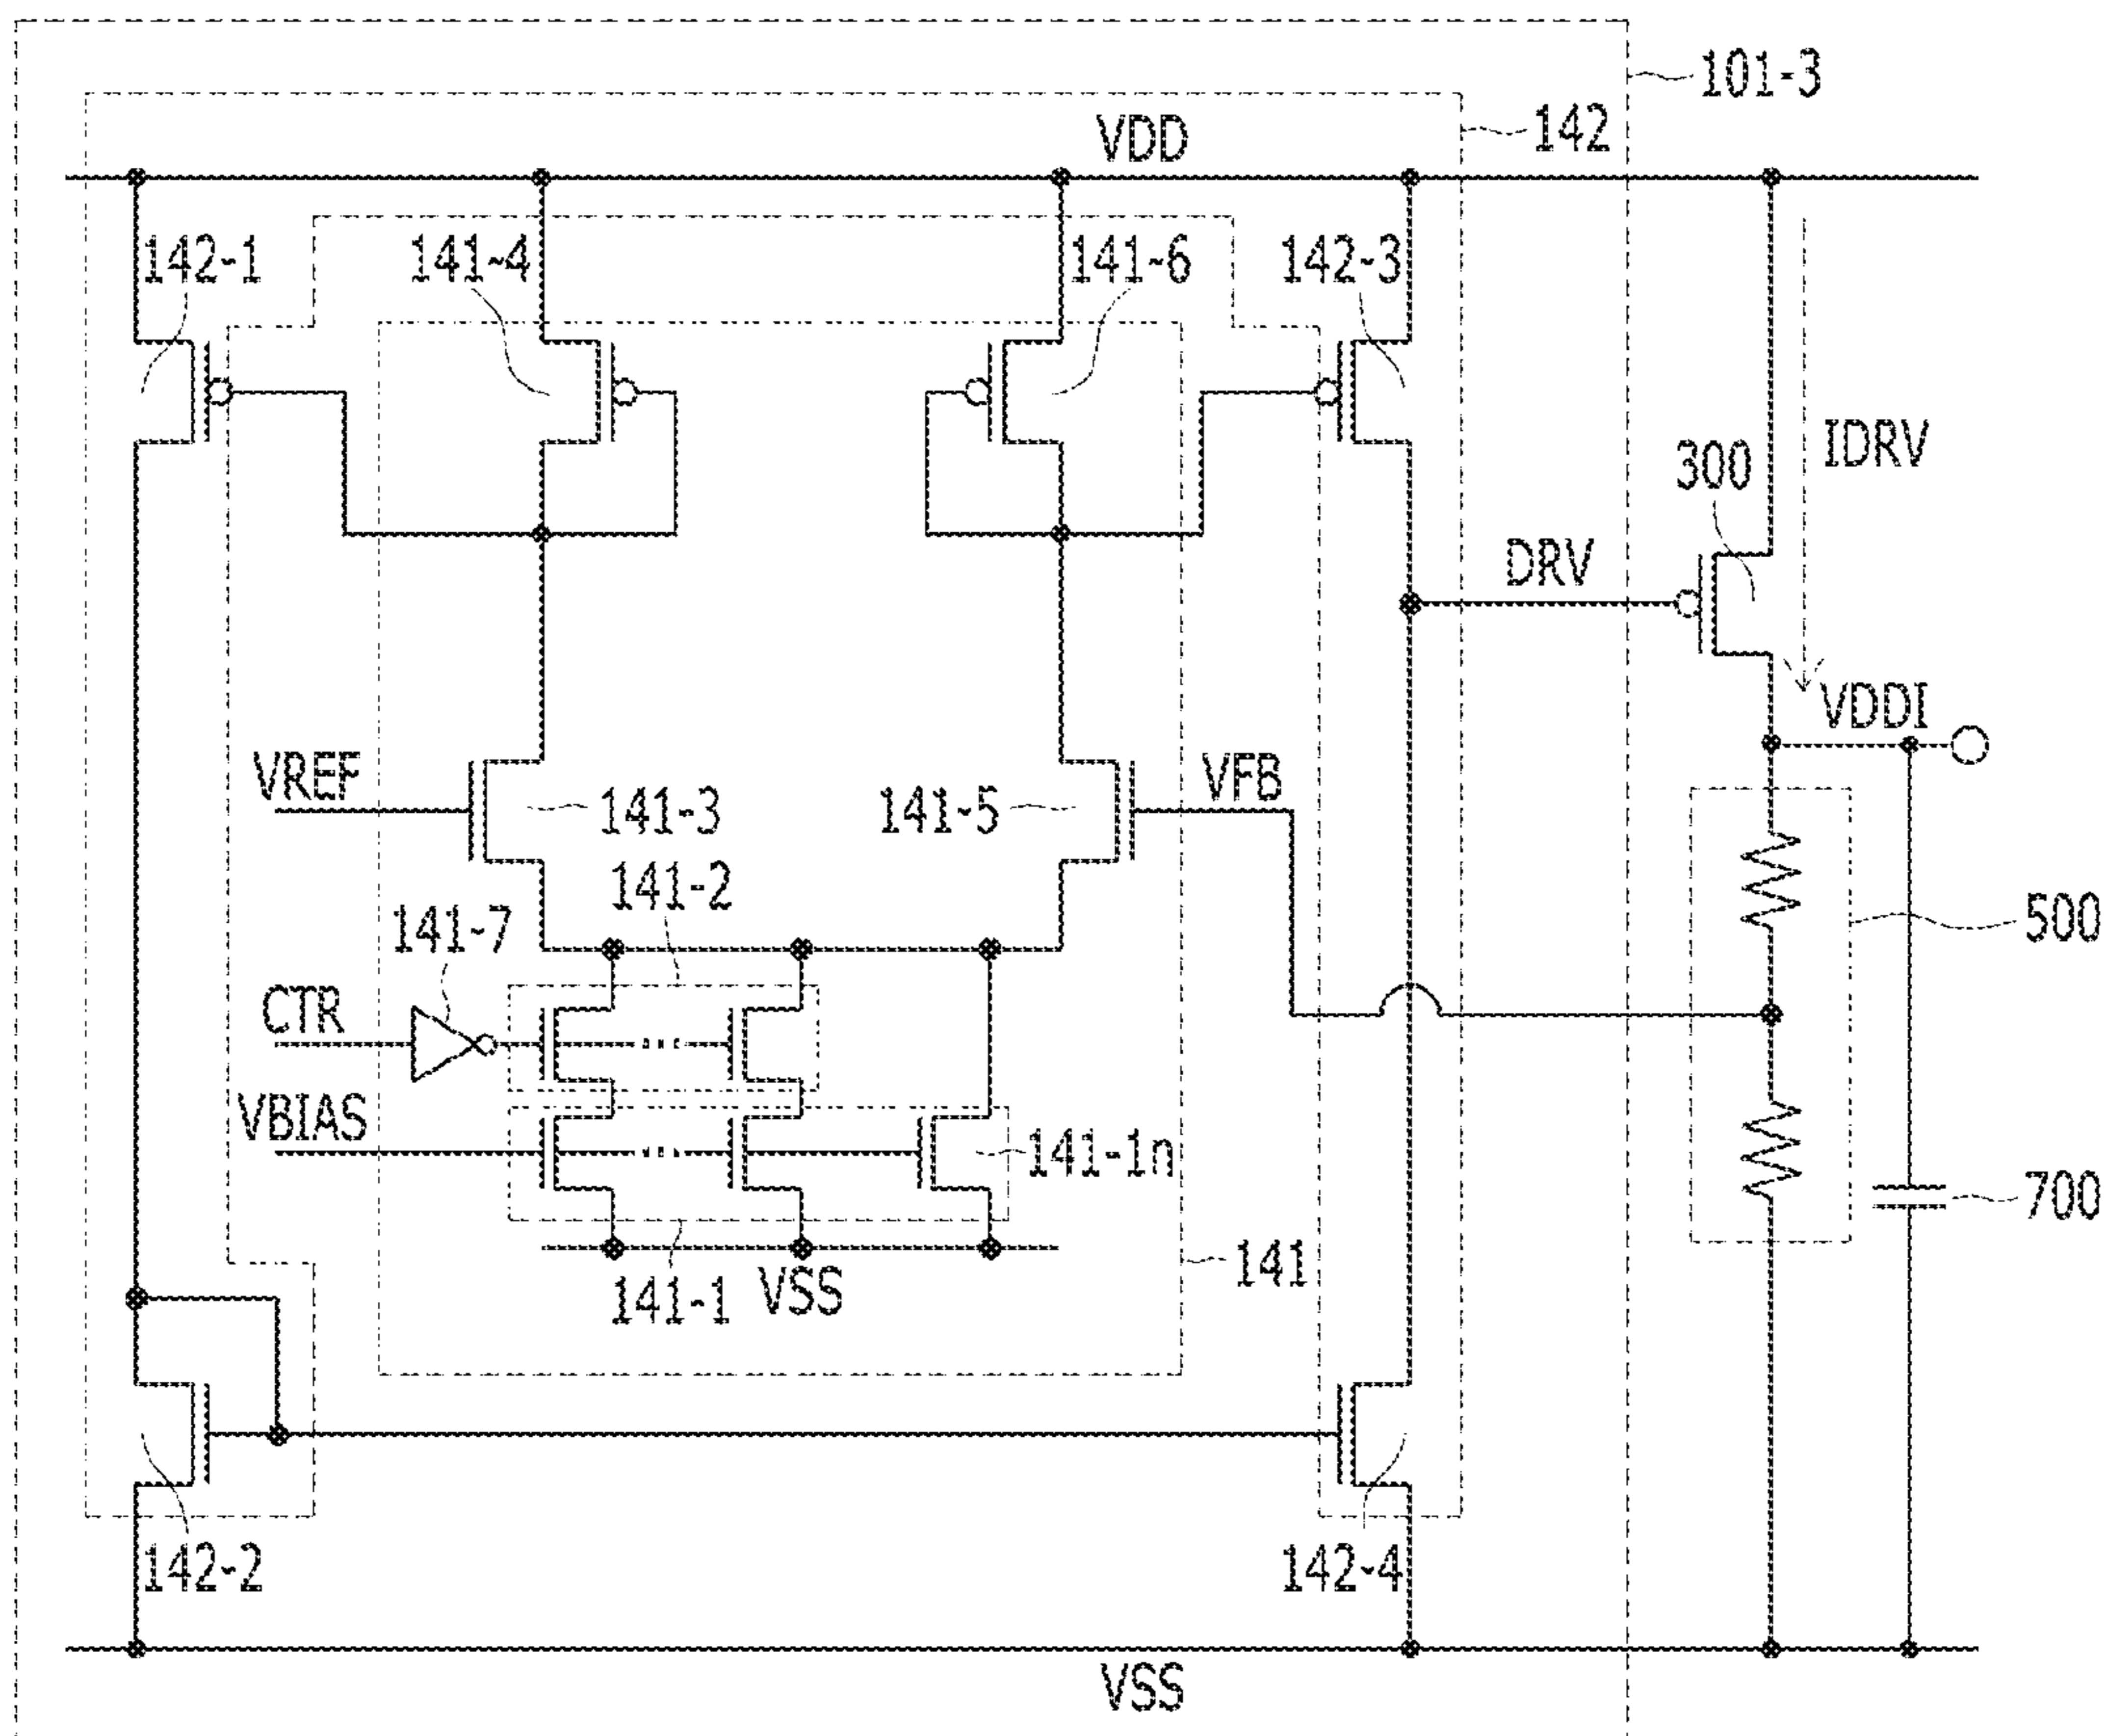 101-3
142
VDD
142-1
141-4
141-6
142-3
IDRV
300
DRV
VDDI
VREF
141-3
141-5
VFB
141-2
141-7
500
CTR
VBIAS
141-1n
700
141
141-1
VSS
142-2
142-4
VSS